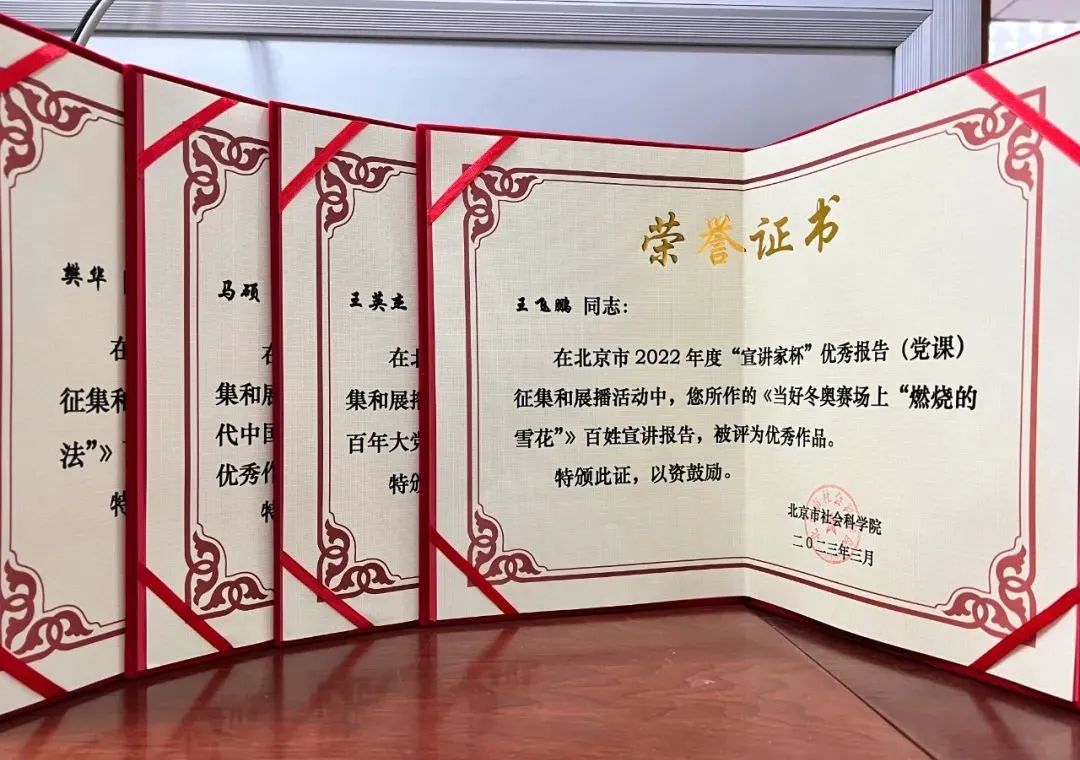 樊华
在
征集和
法”》
特
马硕
在
集和展
代中国
优秀作
特
王英杰
在北
集和展播
百年大党
特颁
荣誉证书
王飞鹏 同志：
在北京市 2022 年度“宣讲家杯”优秀报告（党课）
征集和展播活动中，您所作的《当好冬奥赛场上“燃烧的
雪花”》百姓宣讲报告，被评为优秀作品。
特颁此证，以资鼓励。
北京市社会科学院
二〇二三年三月